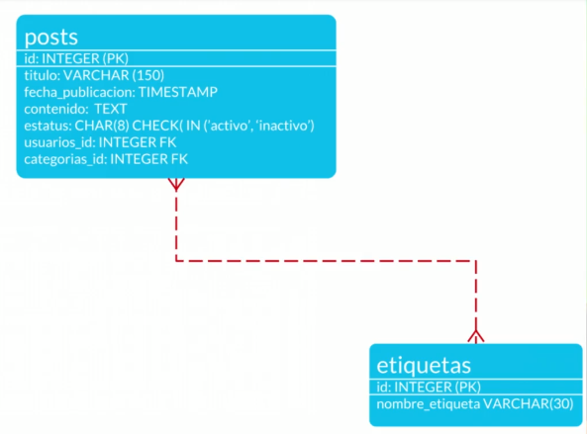 posts
id: INTEGER (PK)
titulo: VARCHAR (150)
fecha_publicacion: TIMESTAMP
contenido: TEXT
estatus: CHAR(8) CHECK( IN ('activo', 'inactivo')
usuarios_id: INTEGER FK
categorias_id: INTEGER FK
etiquetas
id: INTEGER (PK)
nombre_etiqueta VARCHAR(30)